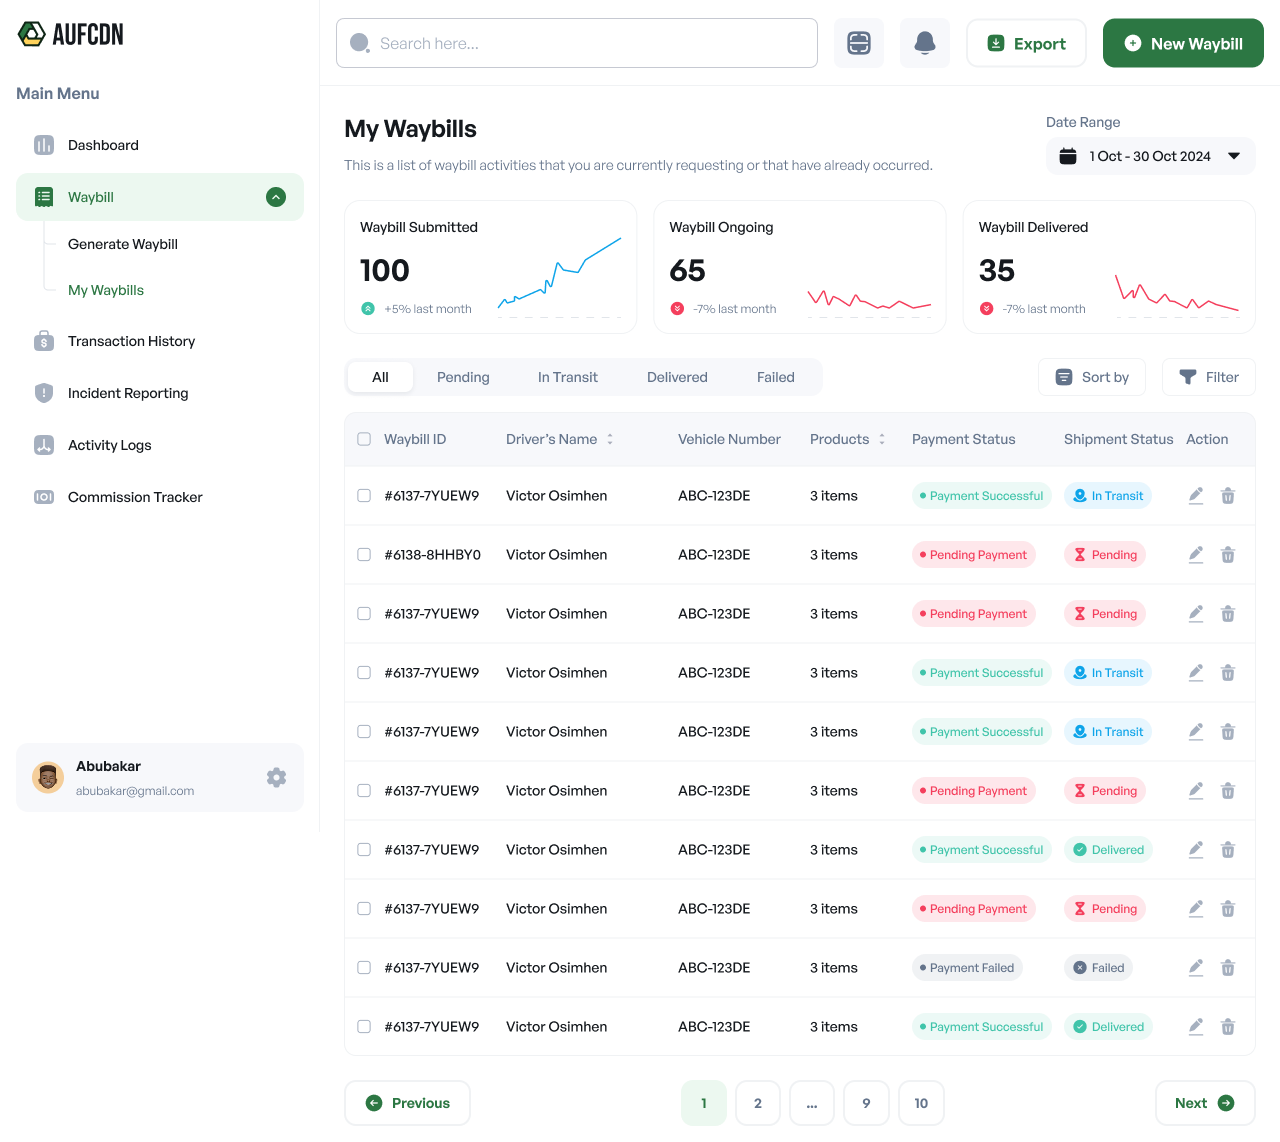 AUFCDN
Search here...
Export
New Waybill
Main Menu
Dashboard
Waybill
Generate Waybill
My Waybills
Transaction History
Incident Reporting
Activity Logs
Commission Tracker
Abubakar
abubakar@gmail.com
My Waybills
This is a list of waybill activities that you are currently requesting or that have already occurred.
Date Range
1 Oct - 30 Oct 2024
Waybill Submitted
100
+5% last month
Waybill Ongoing
65
-7% last month
Waybill Delivered
35
-7% last month
All Pending In Transit Delivered Failed
Sort by Filter
Waybill ID Driver’s Name Vehicle Number Products Payment Status Shipment Status Action
#6137-7YUEW9 Victor Osimhen ABC-123DE 3 items Payment Successful In Transit
#6138-8HHBY0 Victor Osimhen ABC-123DE 3 items Pending Payment Pending
#6137-7YUEW9 Victor Osimhen ABC-123DE 3 items Pending Payment Pending
#6137-7YUEW9 Victor Osimhen ABC-123DE 3 items Payment Successful In Transit
#6137-7YUEW9 Victor Osimhen ABC-123DE 3 items Payment Successful In Transit
#6137-7YUEW9 Victor Osimhen ABC-123DE 3 items Pending Payment Pending
#6137-7YUEW9 Victor Osimhen ABC-123DE 3 items Payment Successful Delivered
#6137-7YUEW9 Victor Osimhen ABC-123DE 3 items Pending Payment Pending
#6137-7YUEW9 Victor Osimhen ABC-123DE 3 items Payment Failed Failed
#6137-7YUEW9 Victor Osimhen ABC-123DE 3 items Payment Successful Delivered
Previous 1 2 ... 9 10 Next